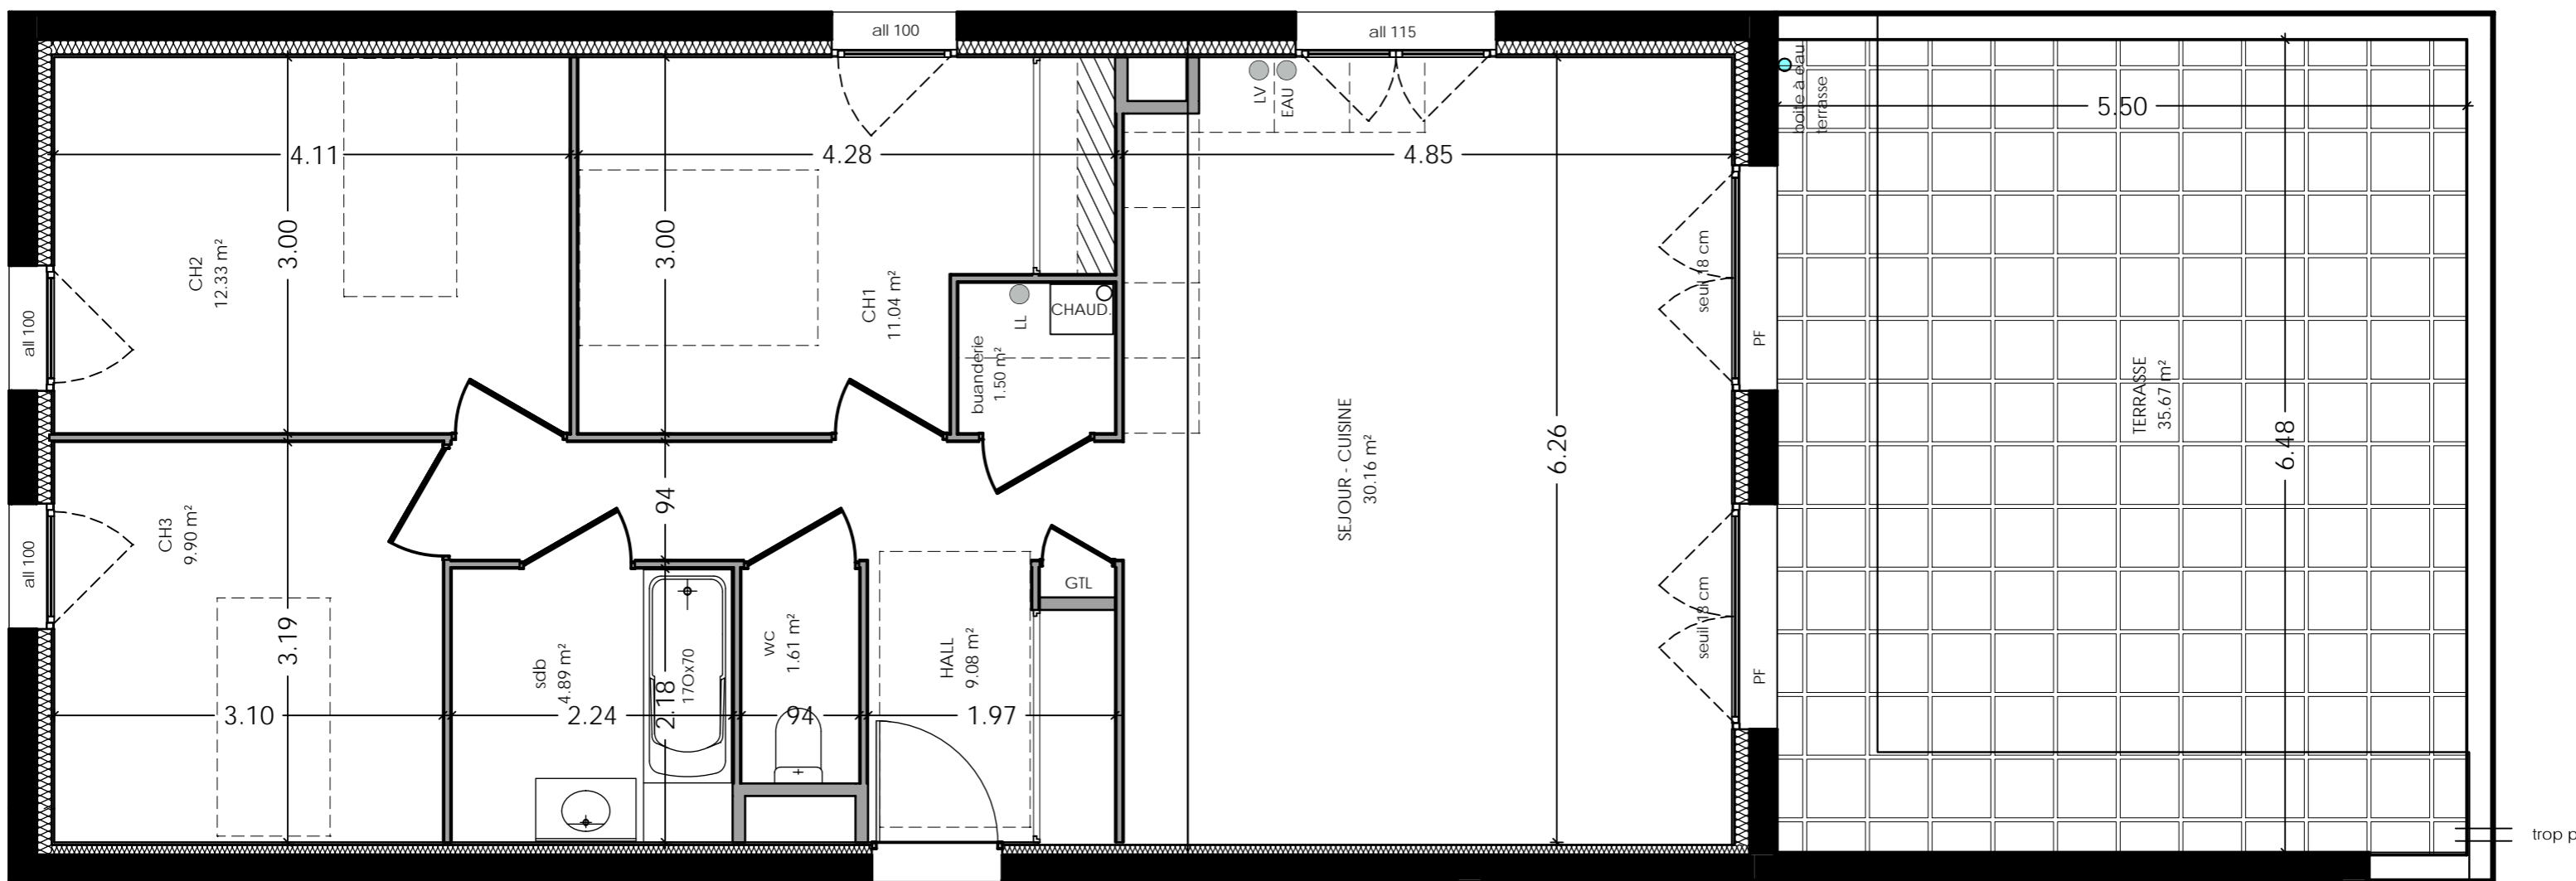 all 100
all 115
boite à eau
terrasse
LV
EAU
5.50
4.11
4.28
4.85
3.00
3.00
CH2
12.33 m²
CH1
11.04 m²
LL
CHAUD.
buanderie
1.50 m²
seuil 18 cm
PF
all 100
TERRASSE
35.67 m²
SEJOUR - CUISINE
30.16 m²
6.26
6.48
94
CH3
9.90 m²
all 100
GTL
3.19
sdb
4.89 m²
2.18
17Ox70
WC
1.61 m²
HALL
9.08 m²
seuil 18 cm
PF
3.10
2.24
94
1.97
trop p